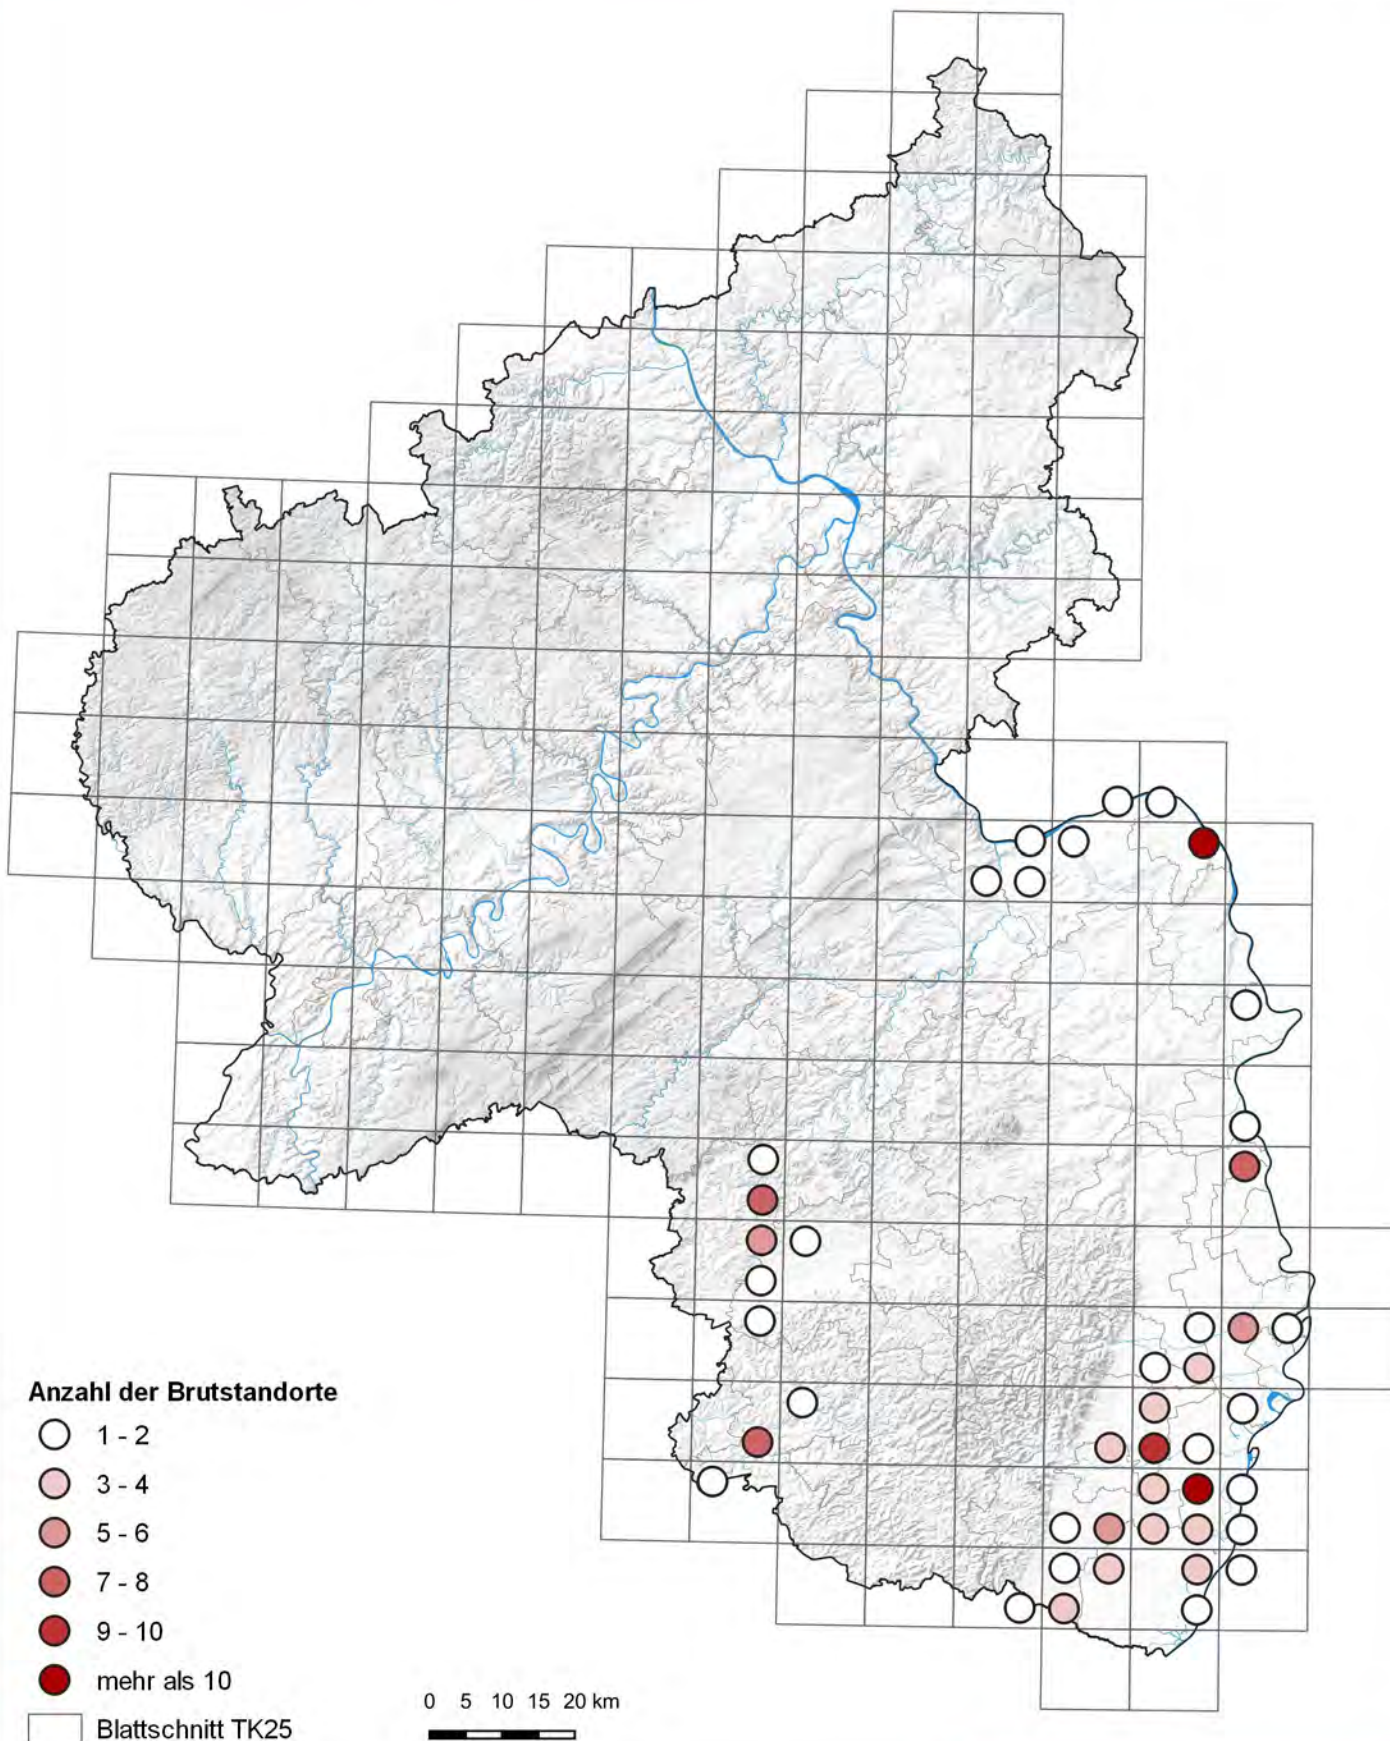 Anzahl der Brutstandorte
1 - 2
3 - 4
5 - 6
7 - 8
9 - 10
mehr als 10
Blattschnitt TK25
0 5 10 15 20 km